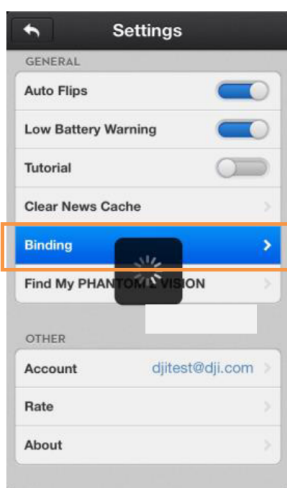 Settings
GENERAL
Auto Flips
Low Battery Warning
Tutorial
Clear News Cache
Binding
Find My PHANTOM 2 VISION
OTHER
Account djitest@dji.com
Rate
About